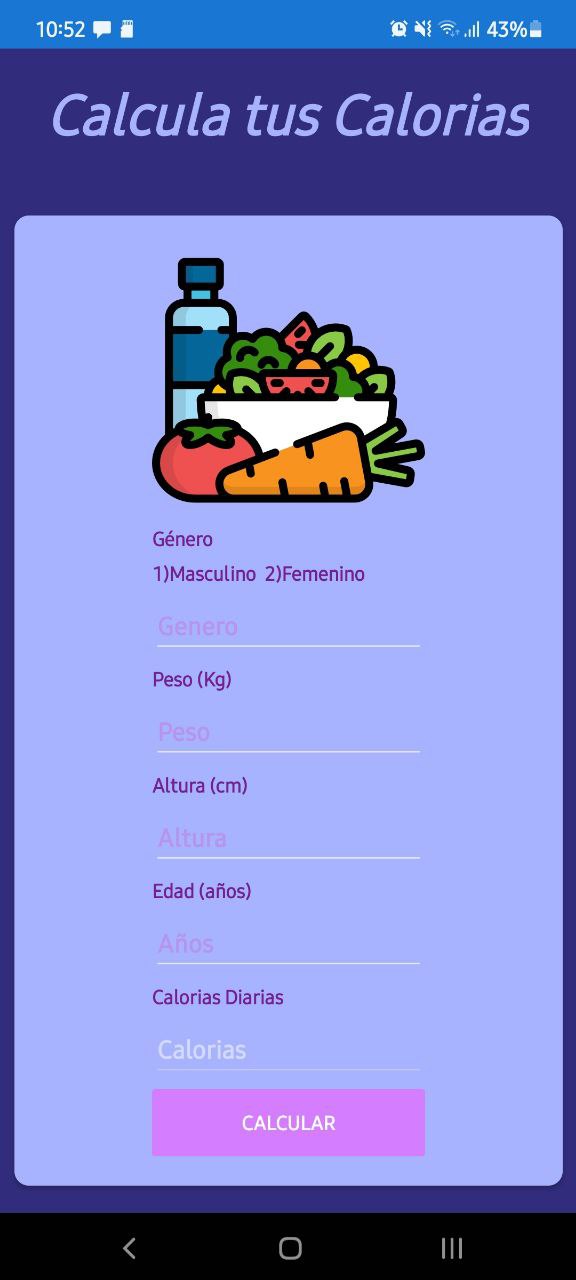 10:52
43%
Calcula tus Calorias
Género
1)Masculino 2)Femenino
Genero
Peso (Kg)
Peso
Altura (cm)
Altura
Edad (años)
Años
Calorias Diarias
Calorias
CALCULAR